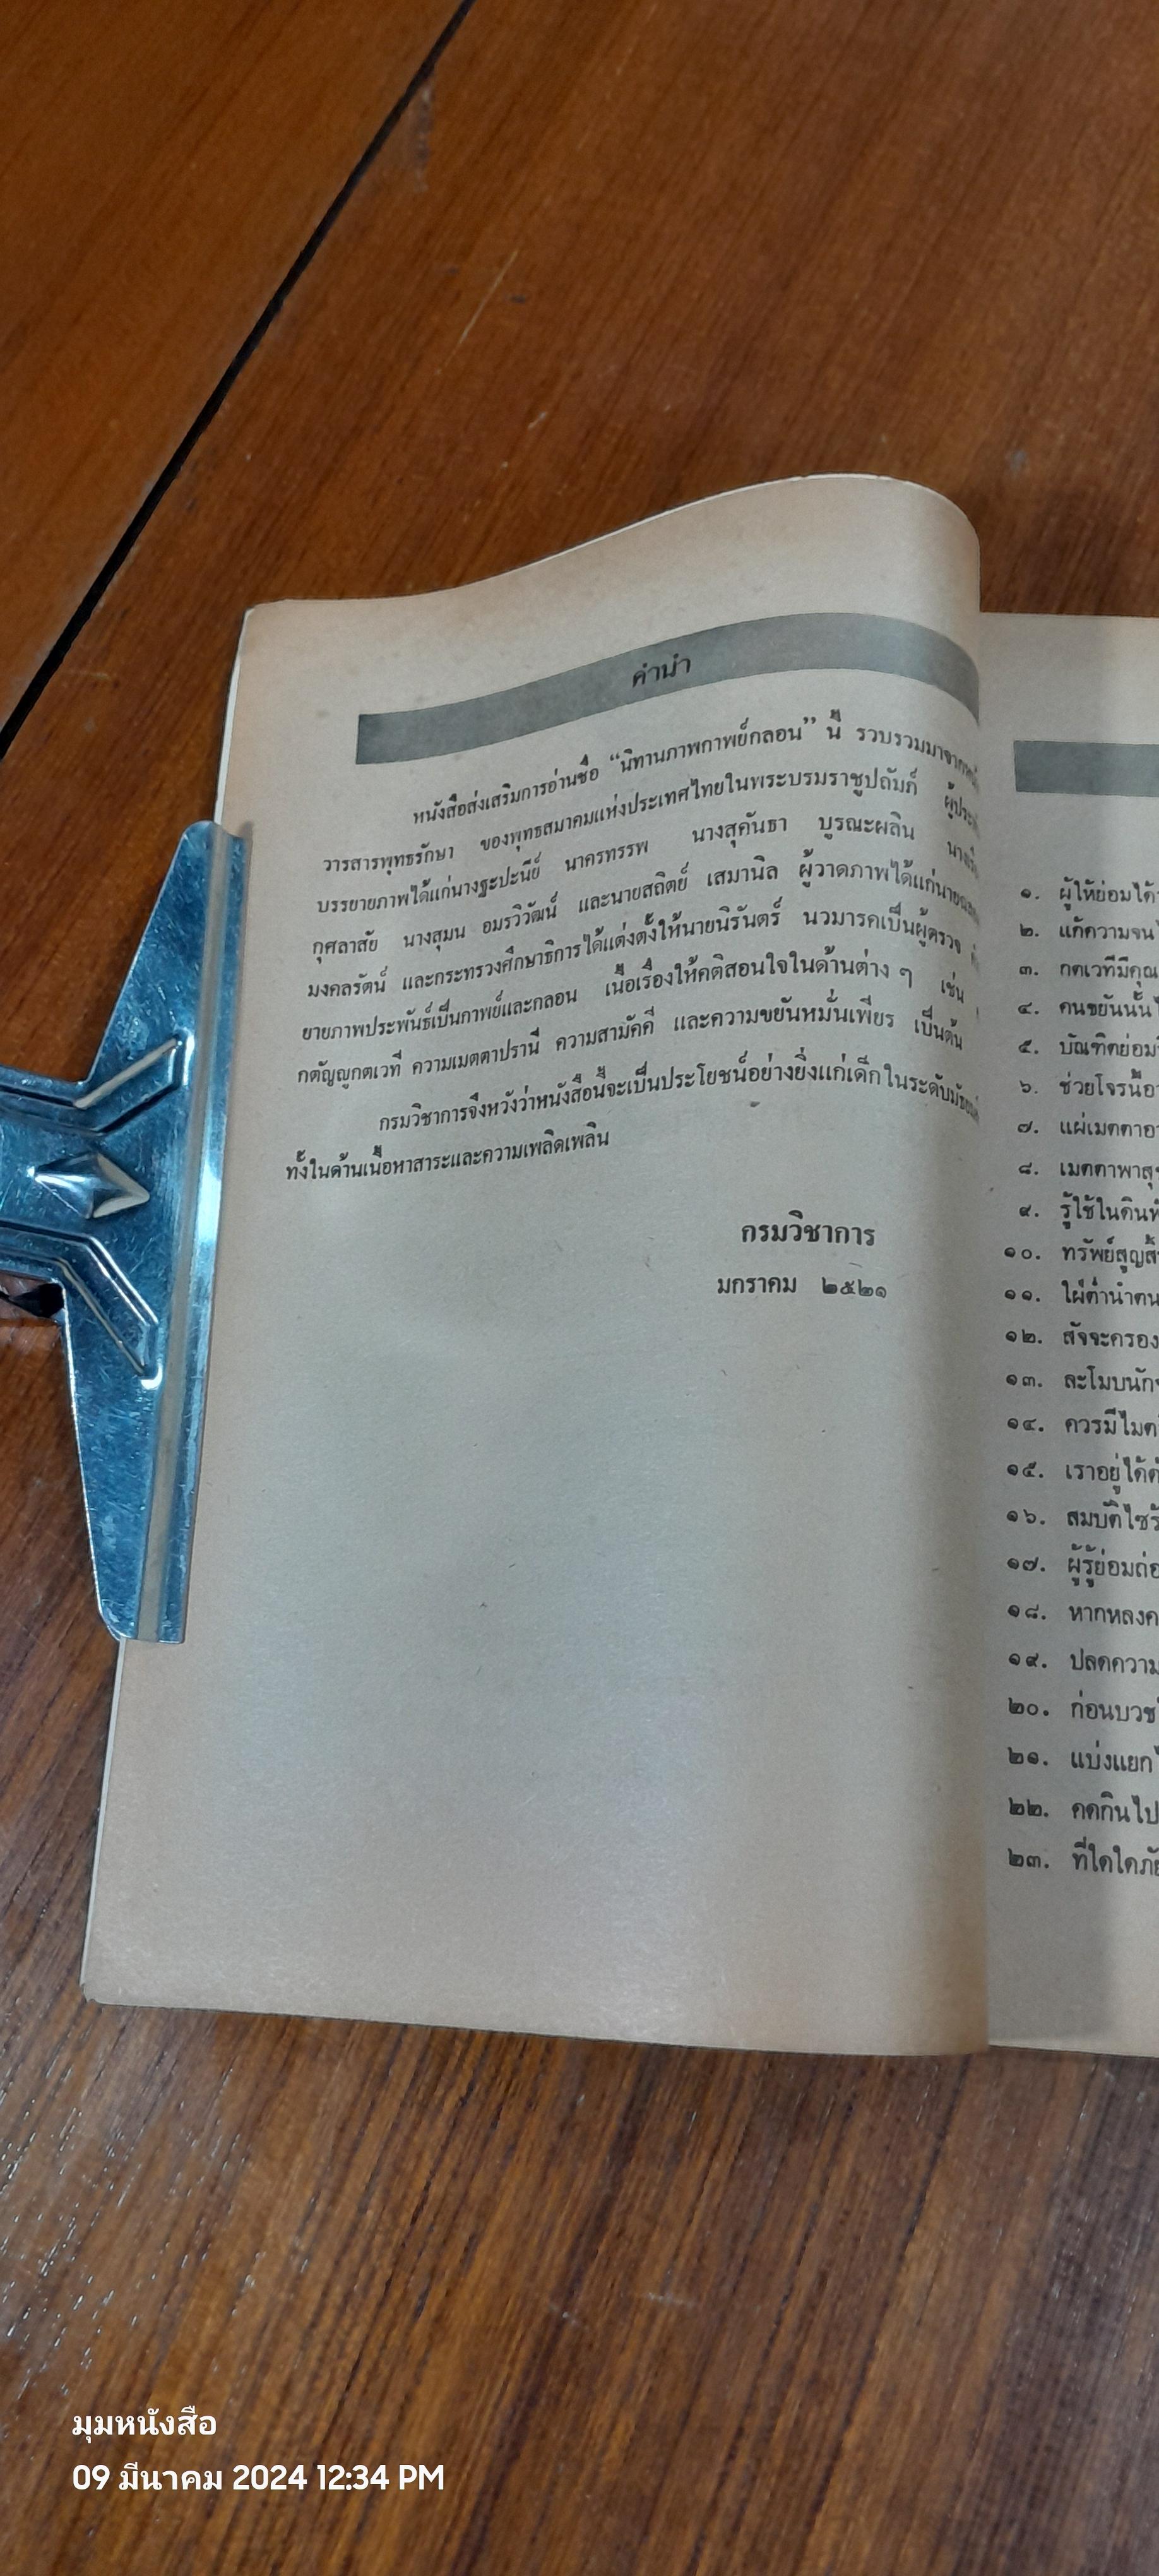 คำนำ
หนังสือส่งเสริมการอ่านชื่อ “นิทานภาพกาพย์กลอน” นี้ รวบรวมมาจาก
วารสารพุทธรักษา ของพุทธสมาคมแห่งประเทศไทยในพระบรมราชูปถัมภ์
บรรยายภาพได้แก่นางฐะปะนีย์ นาครทรรพ นางสุคันธา บูรณะผลิน
กุศลาสัย นางสุมน อมรวิวัฒน์ และนายสถิตย์ เสมานิล ผู้วาดภาพได้แก่
มงคลรัตน์ และกระทรวงศึกษาธิการได้แต่งตั้งให้นายนิรันตร์ นวมารคเป็นผู้ตรวจ
ยายภาพประพันธ์เป็นกาพย์และกลอน เนื้อเรื่องให้คติสอนใจในด้านต่าง ๆ เช่น
กตัญญูกตเวที ความเมตตาปรานี ความสามัคคี และความขยันหมั่นเพียร เป็นต้น
กรมวิชาการจึงหวังว่าหนังสือนี้จะเป็นประโยชน์อย่างยิ่งแก่เด็กในระดับ
ทั้งในด้านเนื้อหาสาระและความเพลิดเพลิน
กรมวิชาการ
มกราคม ๒๕๒๑
๑. ผู้ให้ย่อมได้
๒. แก้ความจน
๓. กตเวทีมีคุณ
๔. คนขยันนั้น
๕. บัณฑิตย่อม
๖. ช่วยโจร
๗. แผ่เมตตา
๘. เมตตาพาสุข
๙. รู้ใช้ในดิน
๑๐. ทรัพย์สูญ
๑๑. ใฝ่ต่ำนำตน
๑๒. สัจจะครอง
๑๓. ละโมบนัก
๑๔. ควรมีไมต
๑๕. เราอยู่ได้
๑๖. สมบัติไซร้
๑๗. ผู้รู้ย่อมถ่อ
๑๘. หากหลง
๑๙. ปลดความ
๒๐. ก่อนบวช
๒๑. แบ่งแยก
๒๒. คดกินไป
๒๓. ที่ใดใดภัย
มุมหนังสือ
09 มีนาคม 2024 12:34 PM